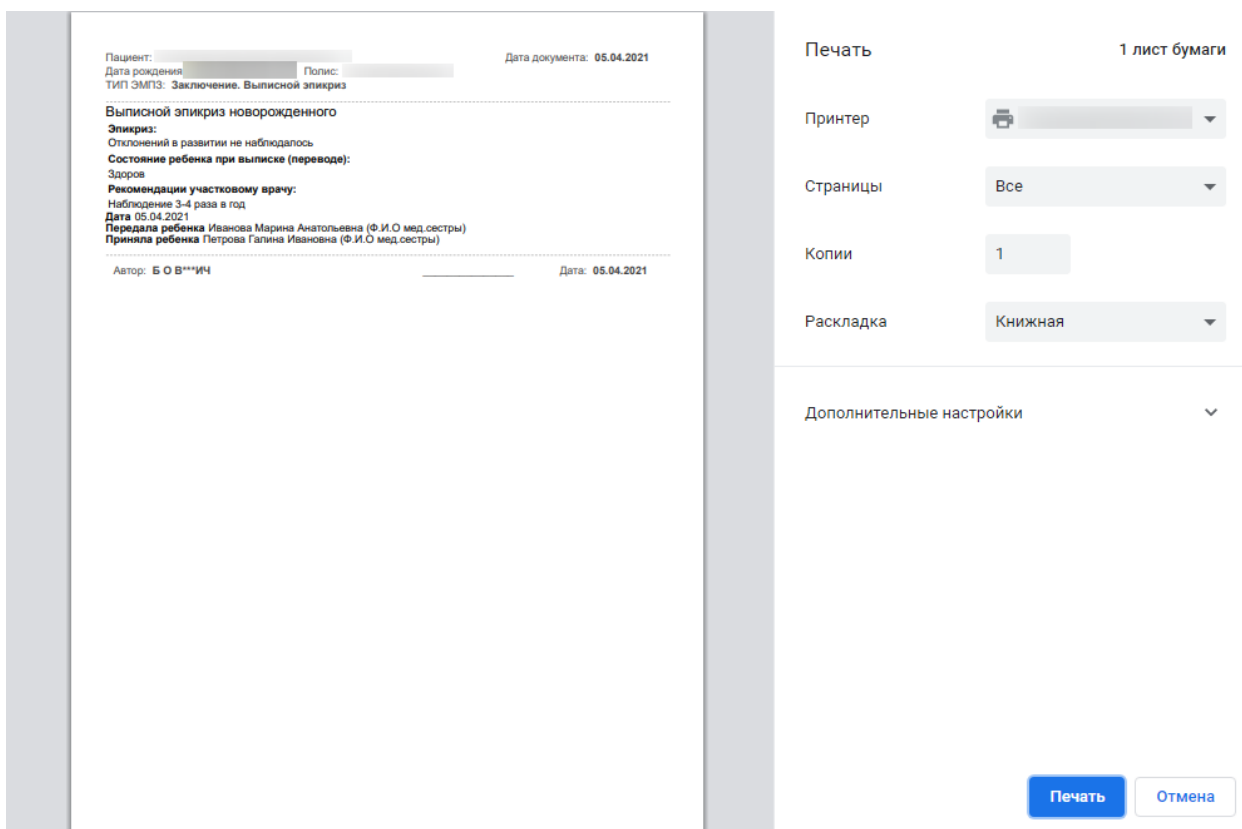 Пациент:
Дата документа: 05.04.2021
Дата рождения Полис:
ТИП ЭМПЗ: Заключение. Выписной эпикриз
Выписной эпикриз новорожденного
Эпикриз:
Отклонений в развитии не наблюдалось
Состояние ребенка при выписке (переводе):
Здоров
Рекомендации участковому врачу:
Наблюдение 3-4 раза в год
Дата 05.04.2021
Передала ребенка Иванова Марина Анатольевна (Ф.И.О мед.сестры)
Приняла ребенка Петрова Галина Ивановна (Ф.И.О мед.сестры)
Автор: Б О В***ИЧ Дата: 05.04.2021
Печать 1 лист бумаги
Принтер
Страницы Все
Копии 1
Раскладка Книжная
Дополнительные настройки
Печать Отмена